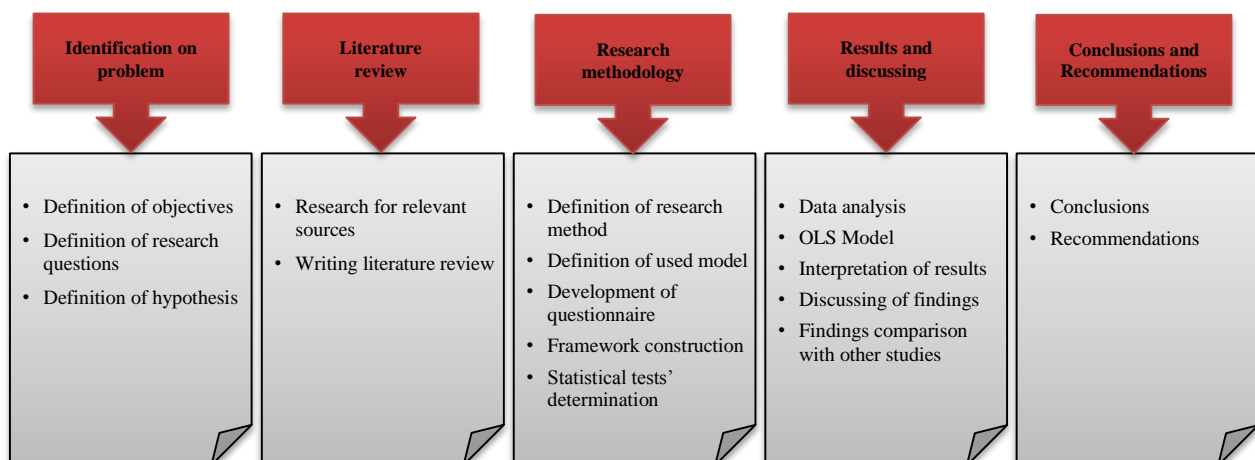 Identification on
problem
Literature
review
Research
methodology
Results and
discussing
Conclusions and
Recommendations
• Definition of objectives
• Definition of research
questions
• Definition of hypothesis
• Research for relevant
sources
• Writing literature review
• Definition of research
method
• Definition of used model
• Development of
questionnaire
• Framework construction
• Statistical tests’
determination
• Data analysis
• OLS Model
• Interpretation of results
• Discussing of findings
• Findings comparison
with other studies
• Conclusions
• Recommendations